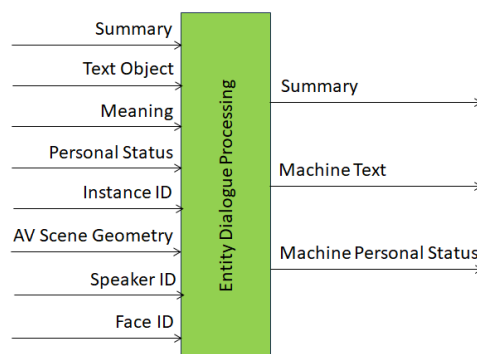 Summary
Text Object
Meaning
Personal Status
Instance ID
AV Scene Geometry
Speaker ID
Face ID
Entity Dialogue Processing
Summary
Machine Text
Machine Personal Status